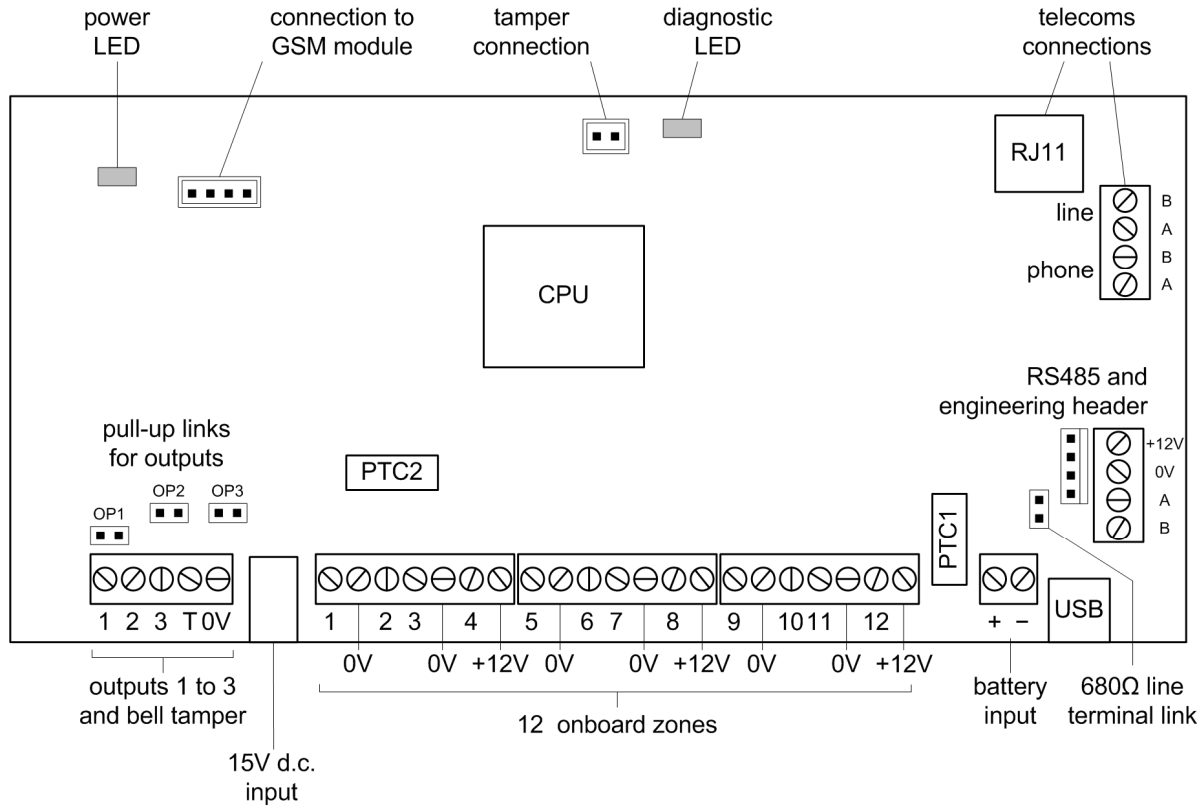 power
LED
connection to
GSM module
tamper
connection
diagnostic
LED
telecoms
connections
RJ11
line
B
A
phone
B
A
CPU
RS485 and
engineering header
+12V
0V
A
B
pull-up links
for outputs
OP1
OP2
OP3
PTC2
PTC1
1 2 3 T 0V
1 2 3 4 5 6 7 8 9 10 11 12
+ −
USB
0V 0V +12V 0V 0V +12V 0V 0V +12V
outputs 1 to 3
and bell tamper
15V d.c.
input
12 onboard zones
battery
input
680Ω line
terminal link